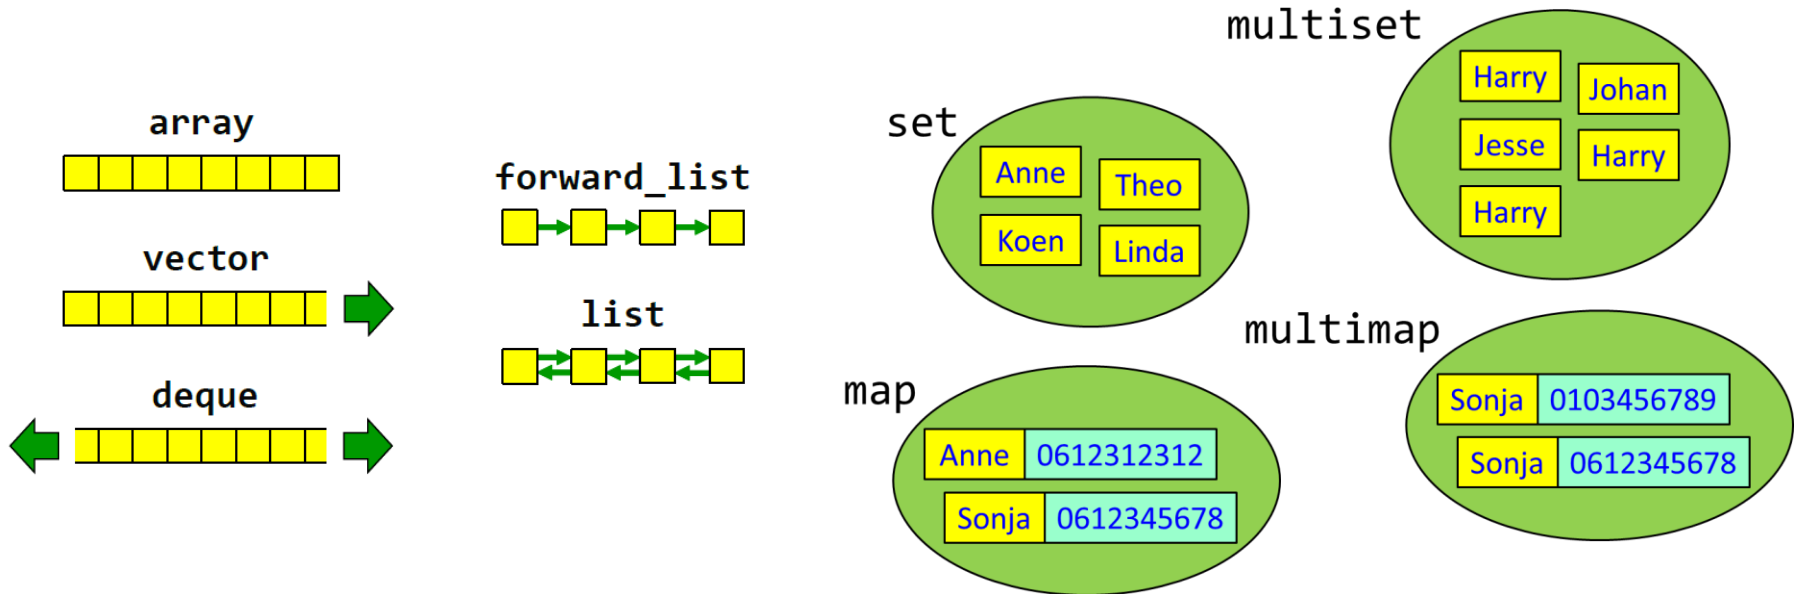 array
vector
deque
forward_list
list
set
Anne
Theo
Koen
Linda
multiset
Harry
Johan
Jesse
Harry
Harry
map
Anne 0612312312
Sonja 0612345678
multimap
Sonja 0103456789
Sonja 0612345678